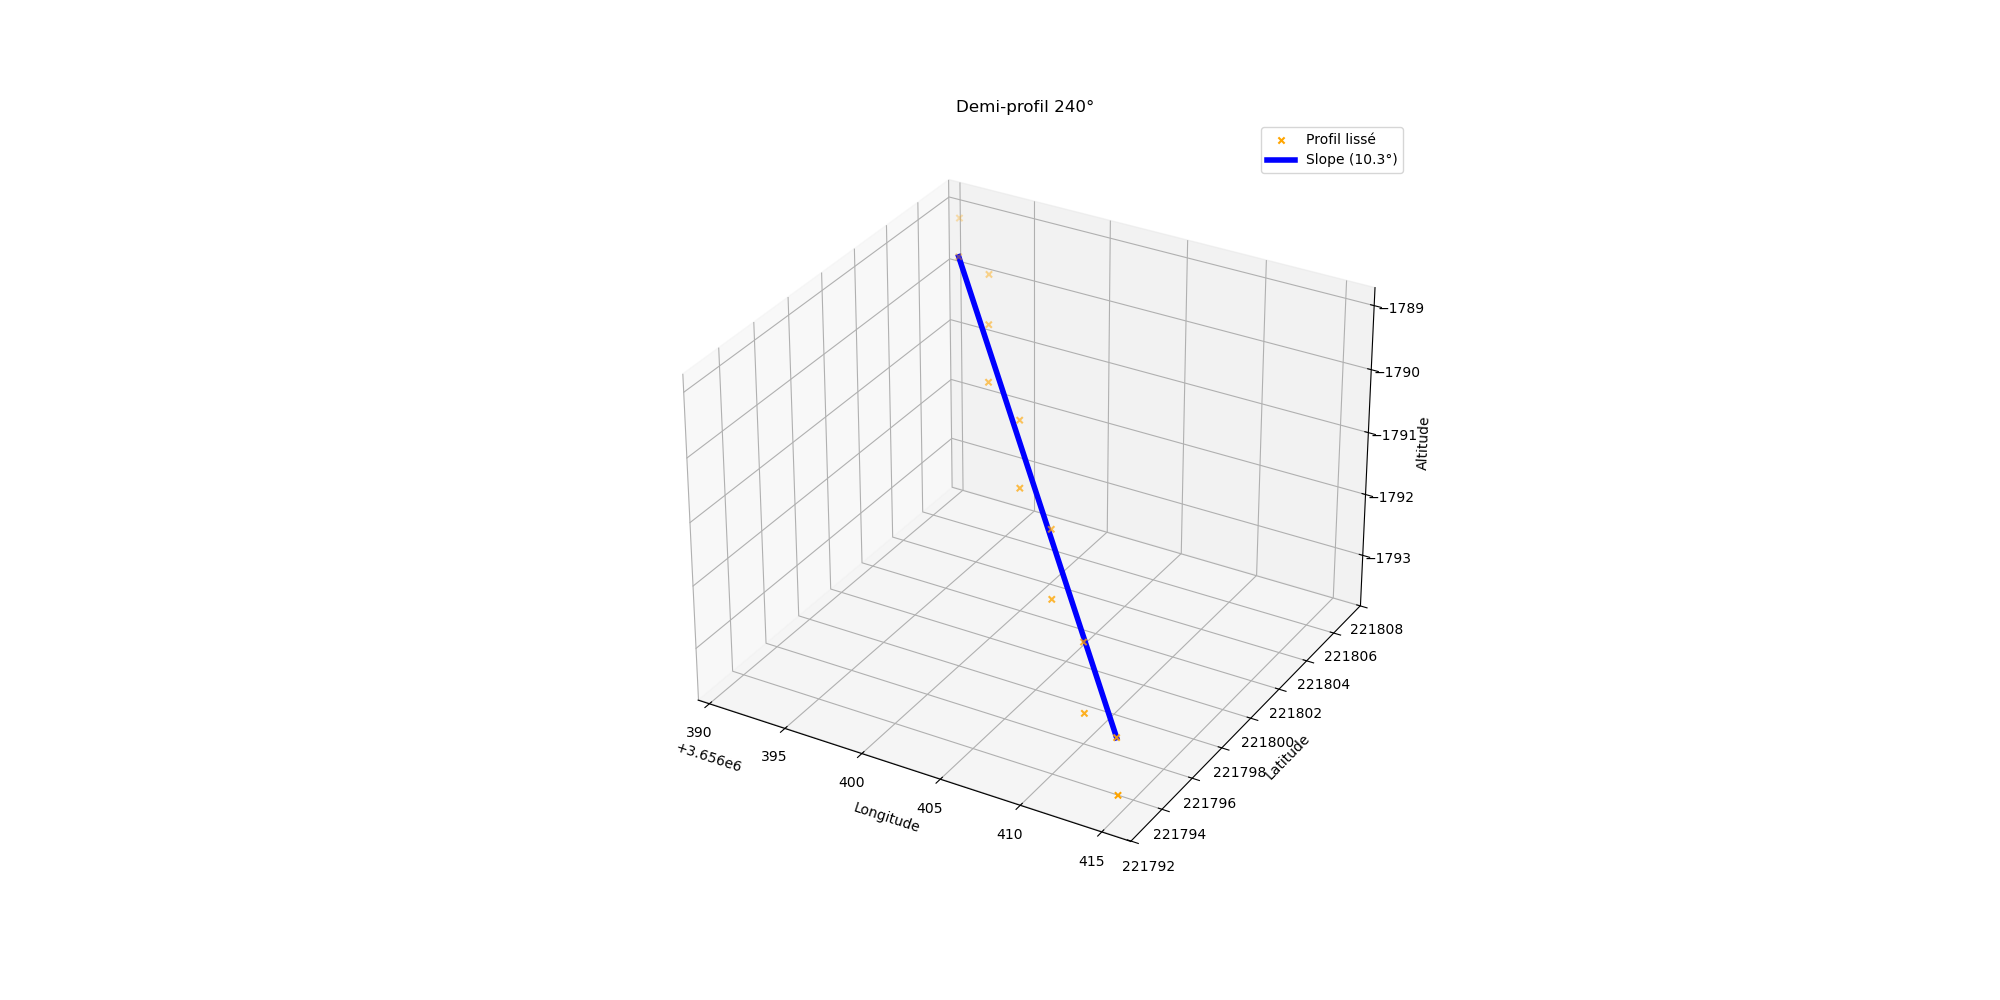 Demi-profil 240°
Profil lissé
Slope (10.3°)
−1789
−1790
−1791
−1792
−1793
Altitude
221808
221806
221804
221802
221800
221798
221796
221794
221792
Latitude
390
395
400
405
410
415
+3.656e6
Longitude